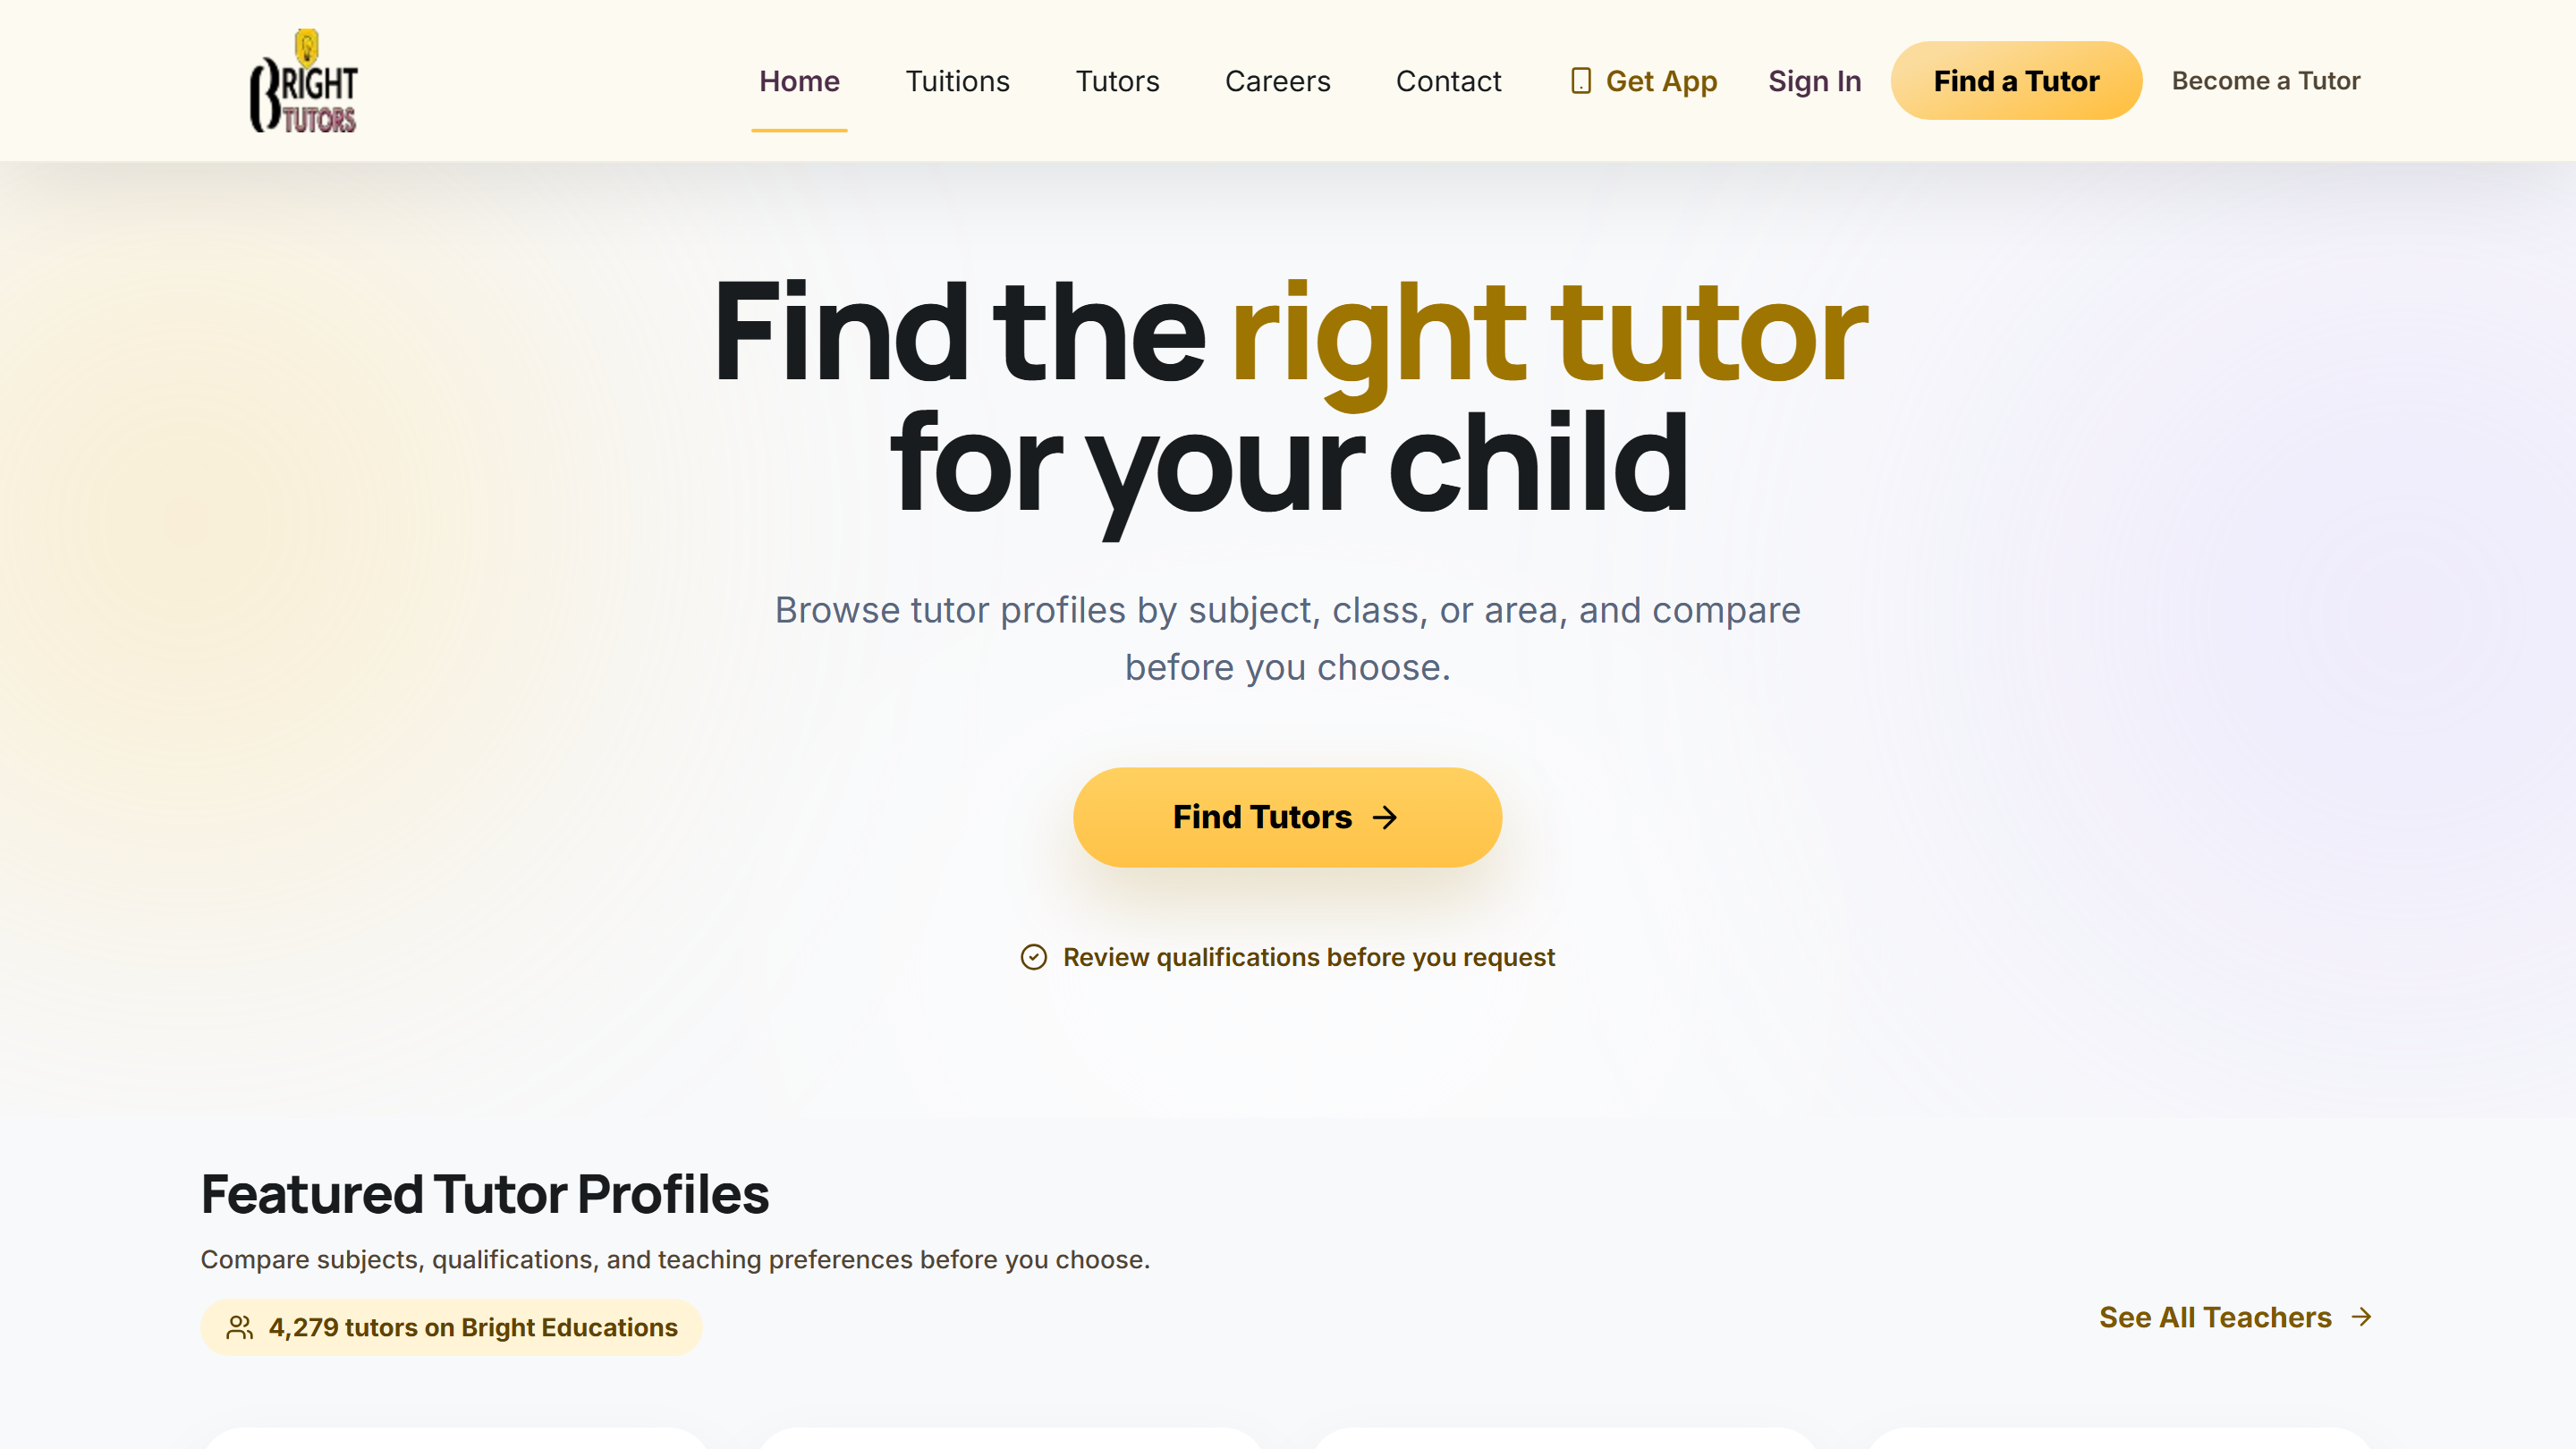 BRIGHT
TUTORS
Home
Tuitions
Tutors
Careers
Contact
Get App
Sign In
Find a Tutor
Become a Tutor
Find the right tutor
for your child
Browse tutor profiles by subject, class, or area, and compare
before you choose.
Find Tutors
Review qualifications before you request
Featured Tutor Profiles
Compare subjects, qualifications, and teaching preferences before you choose.
4,279 tutors on Bright Educations
See All Teachers